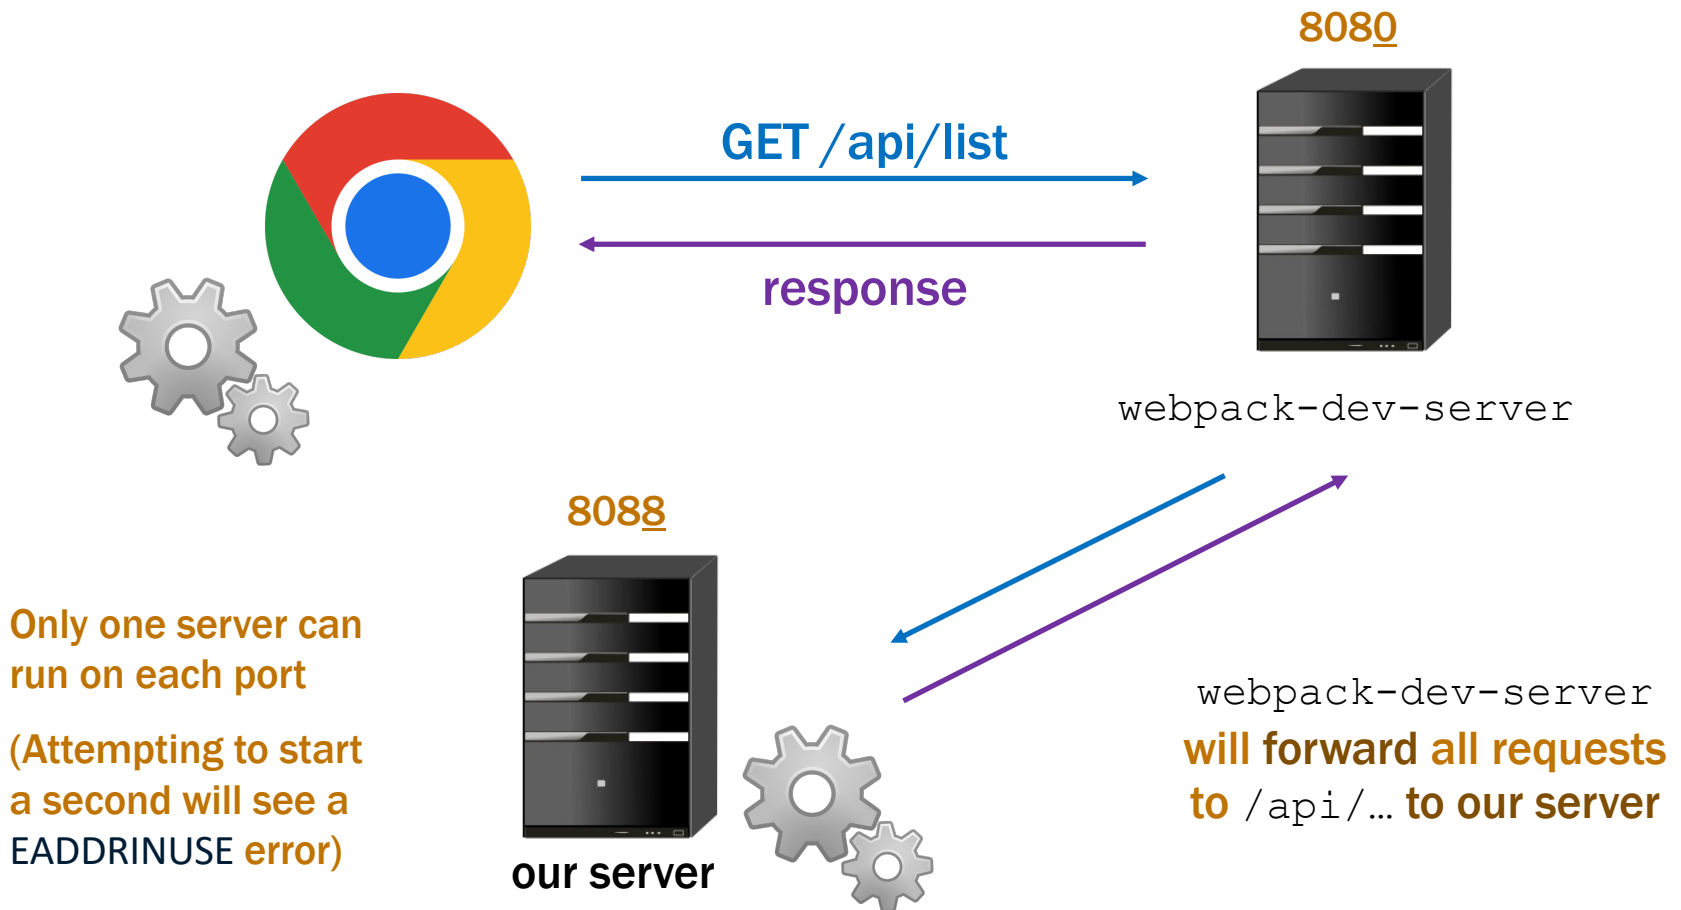 8080
GET /api/list
response
webpack-dev-server
8088
Only one server can
run on each port
(Attempting to start
a second will see a
EADDRINUSE error)
our server
webpack-dev-server
will forward all requests
to /api/… to our server